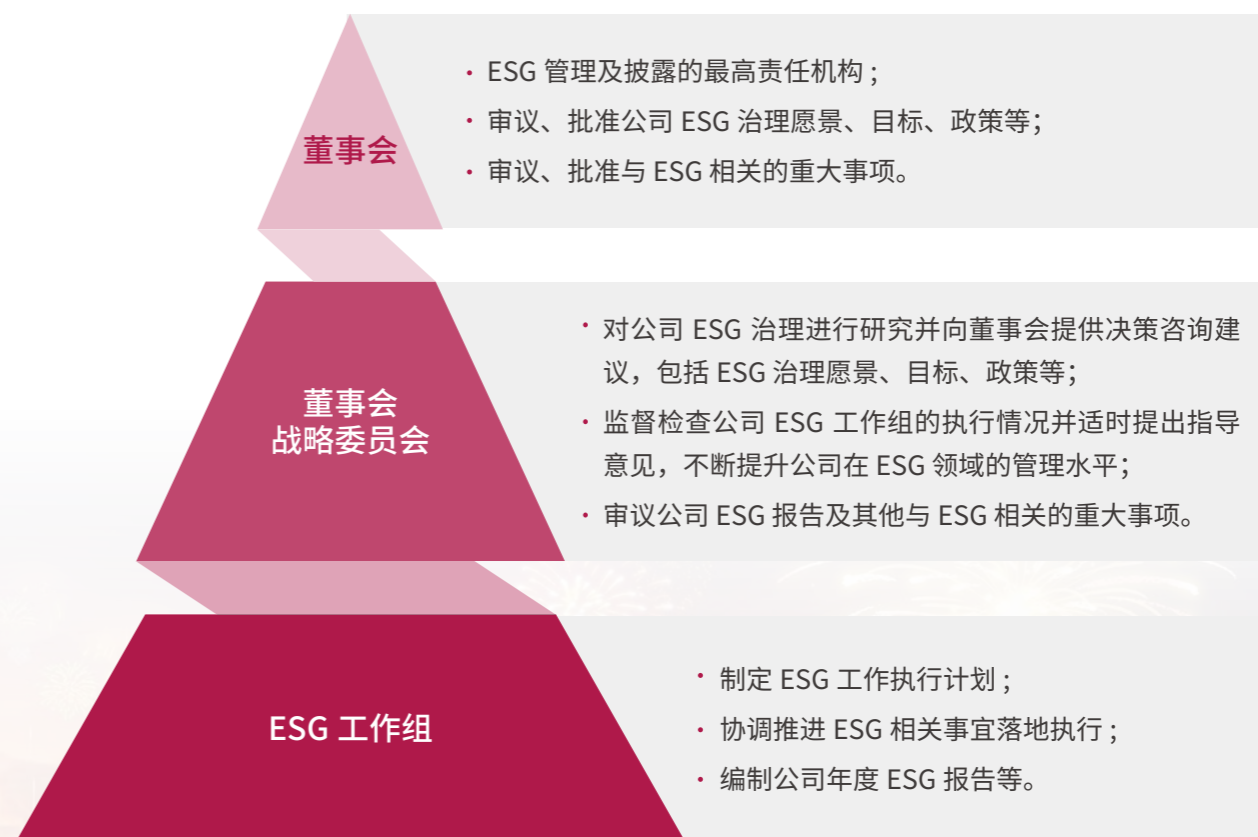 董事会
· ESG 管理及披露的最高责任机构；
· 审议、批准公司 ESG 治理愿景、目标、政策等；
· 审议、批准与 ESG 相关的重大事项。
董事会
战略委员会
· 对公司 ESG 治理进行研究并向董事会提供决策咨询建
议，包括 ESG 治理愿景、目标、政策等；
· 监督检查公司 ESG 工作组的执行情况并适时提出指导
意见，不断提升公司在 ESG 领域的管理水平；
· 审议公司 ESG 报告及其他与 ESG 相关的重大事项。
ESG 工作组
· 制定 ESG 工作执行计划；
· 协调推进 ESG 相关事宜落地执行；
· 编制公司年度 ESG 报告等。